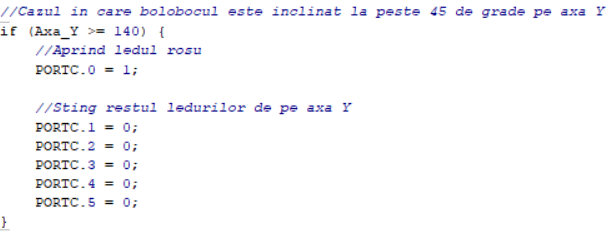 //Cazul in care bolobocul este inclinat la peste 45 de grade pe axa Y
if (Axa_Y >= 140) {
//Aprind ledul rosu
PORTC.0 = 1;
//Sting restul ledurilor de pe axa Y
PORTC.1 = 0;
PORTC.2 = 0;
PORTC.3 = 0;
PORTC.4 = 0;
PORTC.5 = 0;
}